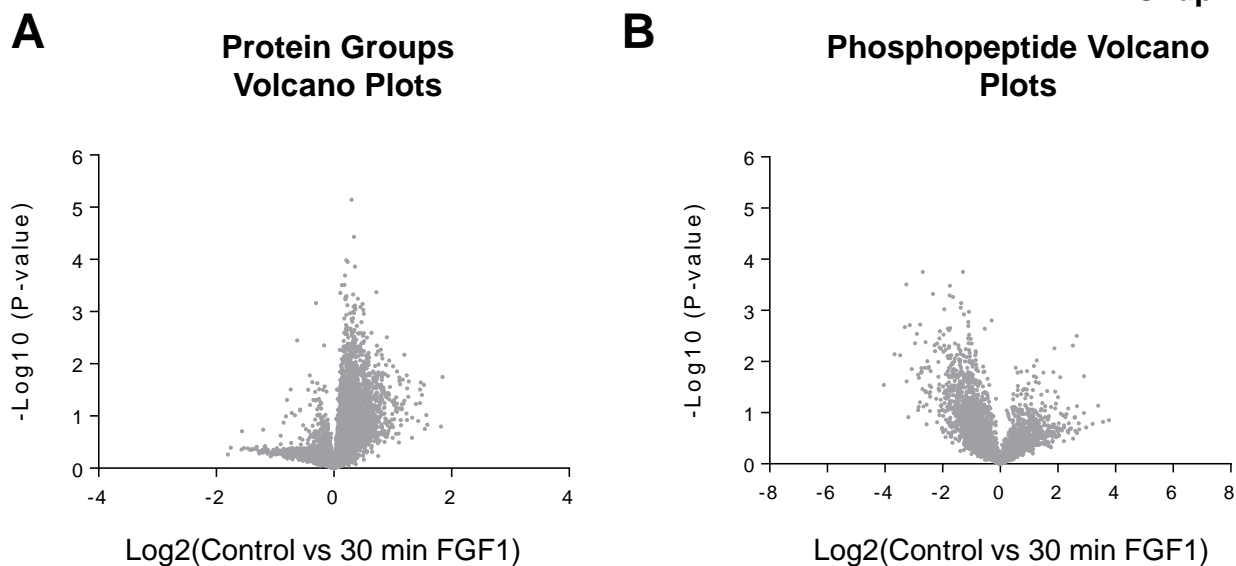 A
Protein Groups
Volcano Plots
6
5
4
3
2
1
0
-4
-2
0
2
4
-Log10 (P-value)
Log2(Control vs 30 min FGF1)
B
Phosphopeptide Volcano
Plots
6
5
4
3
2
1
0
-8
-6
-4
-2
0
2
4
6
8
-Log10 (P-value)
Log2(Control vs 30 min FGF1)